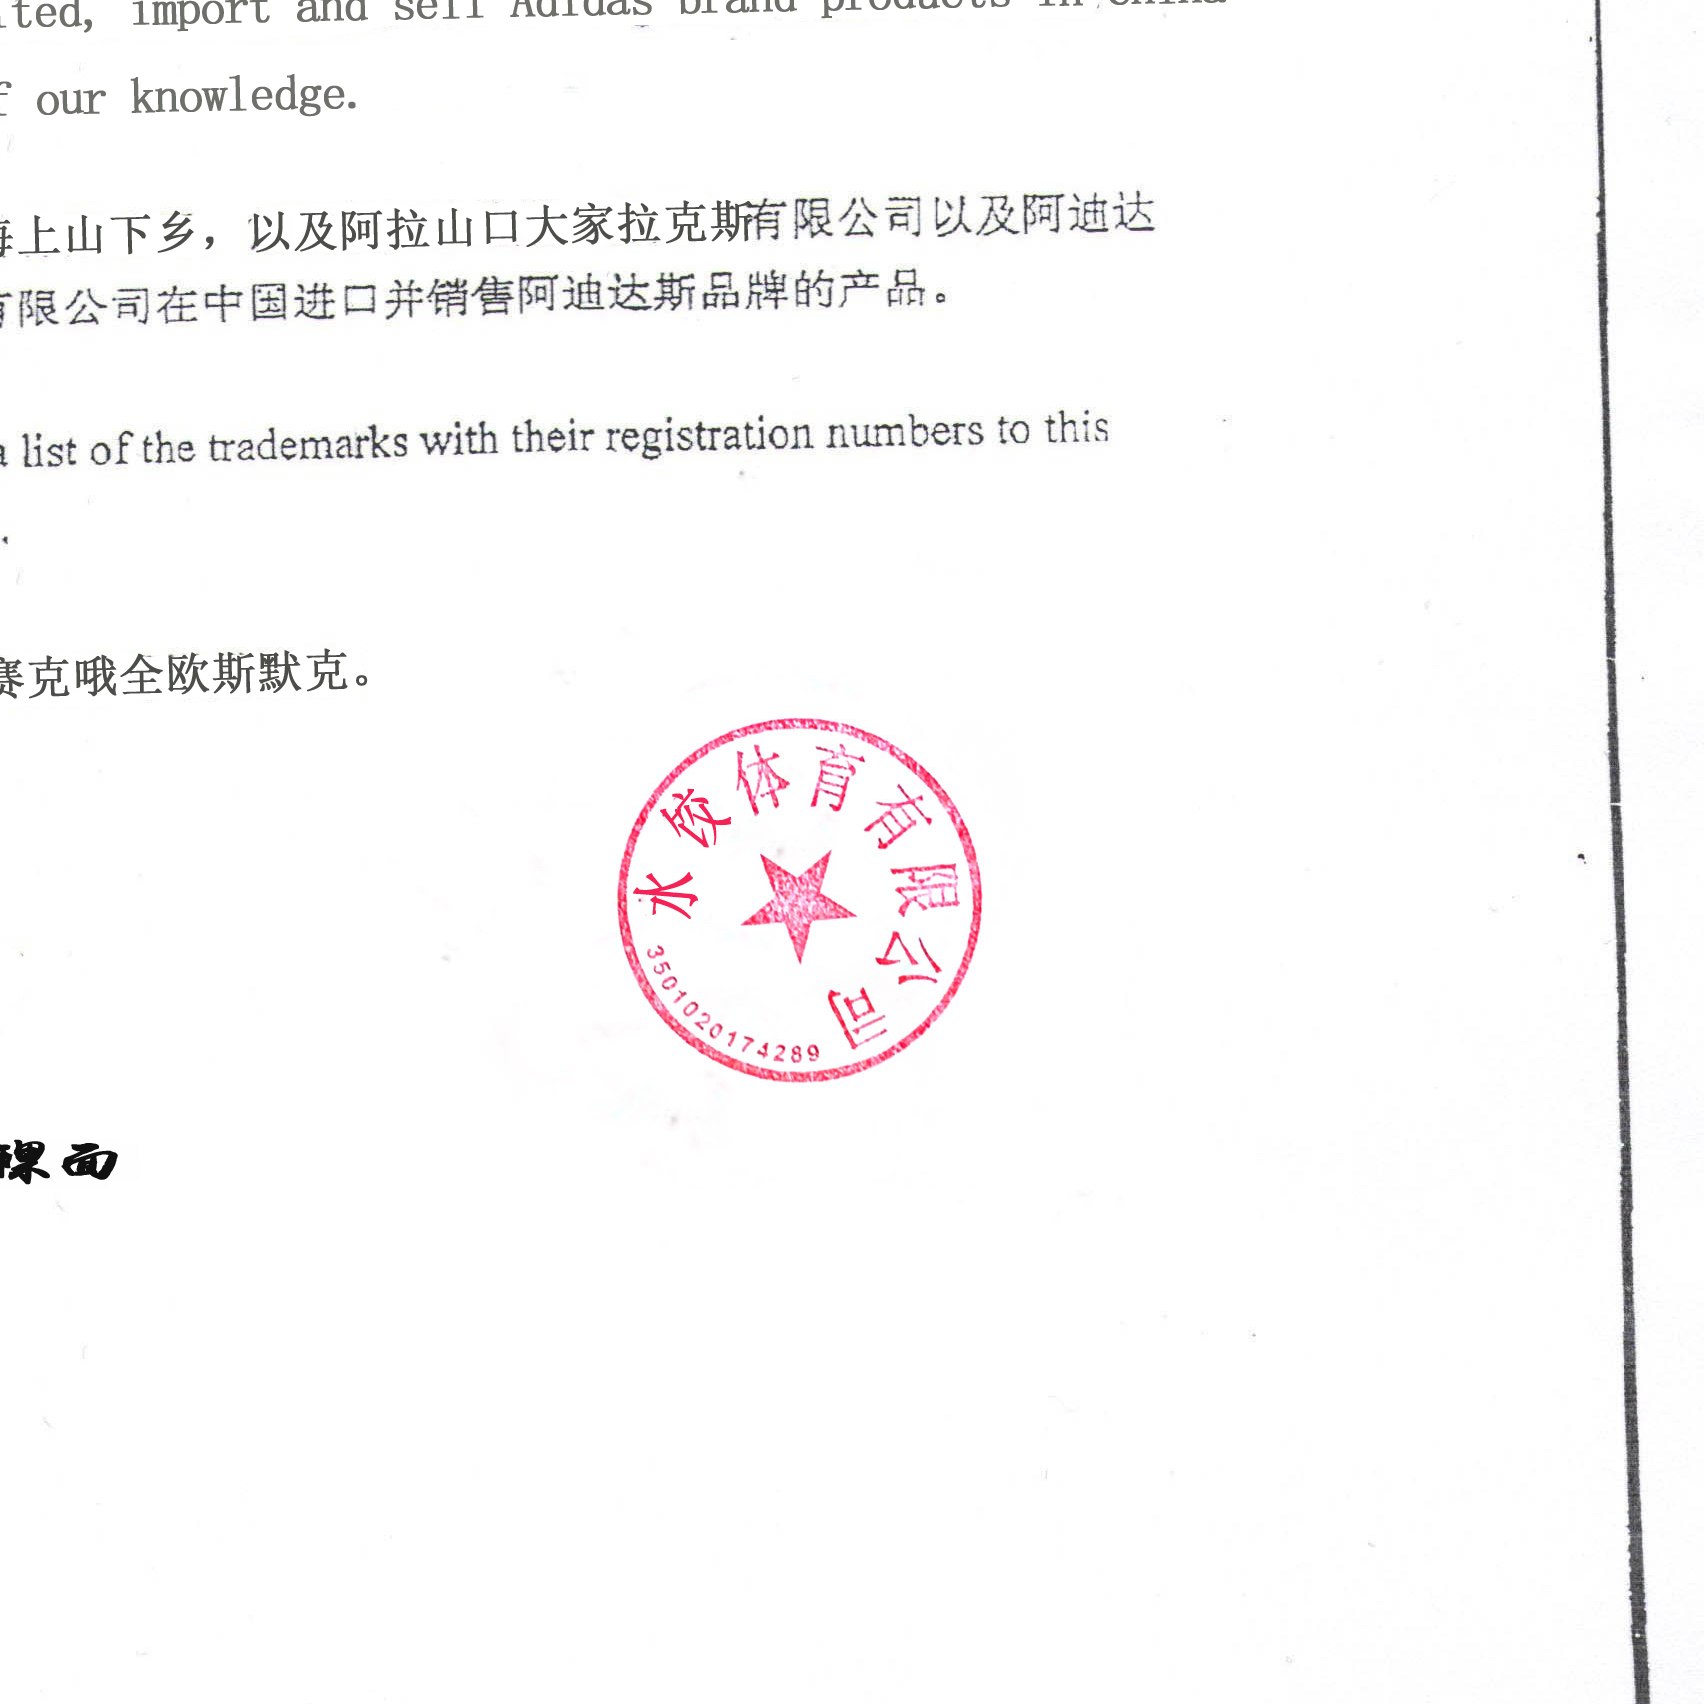 import and sell Adidas brand products in China
our knowledge.
上山下乡，以及阿拉山口大家拉克斯有限公司以及阿迪达
有限公司在中国进口并销售阿迪达斯品牌的产品。
a list of the trademarks with their registration numbers to this
赛克哦全欧斯默克。
水饺体育有限公司
3501020174289
面